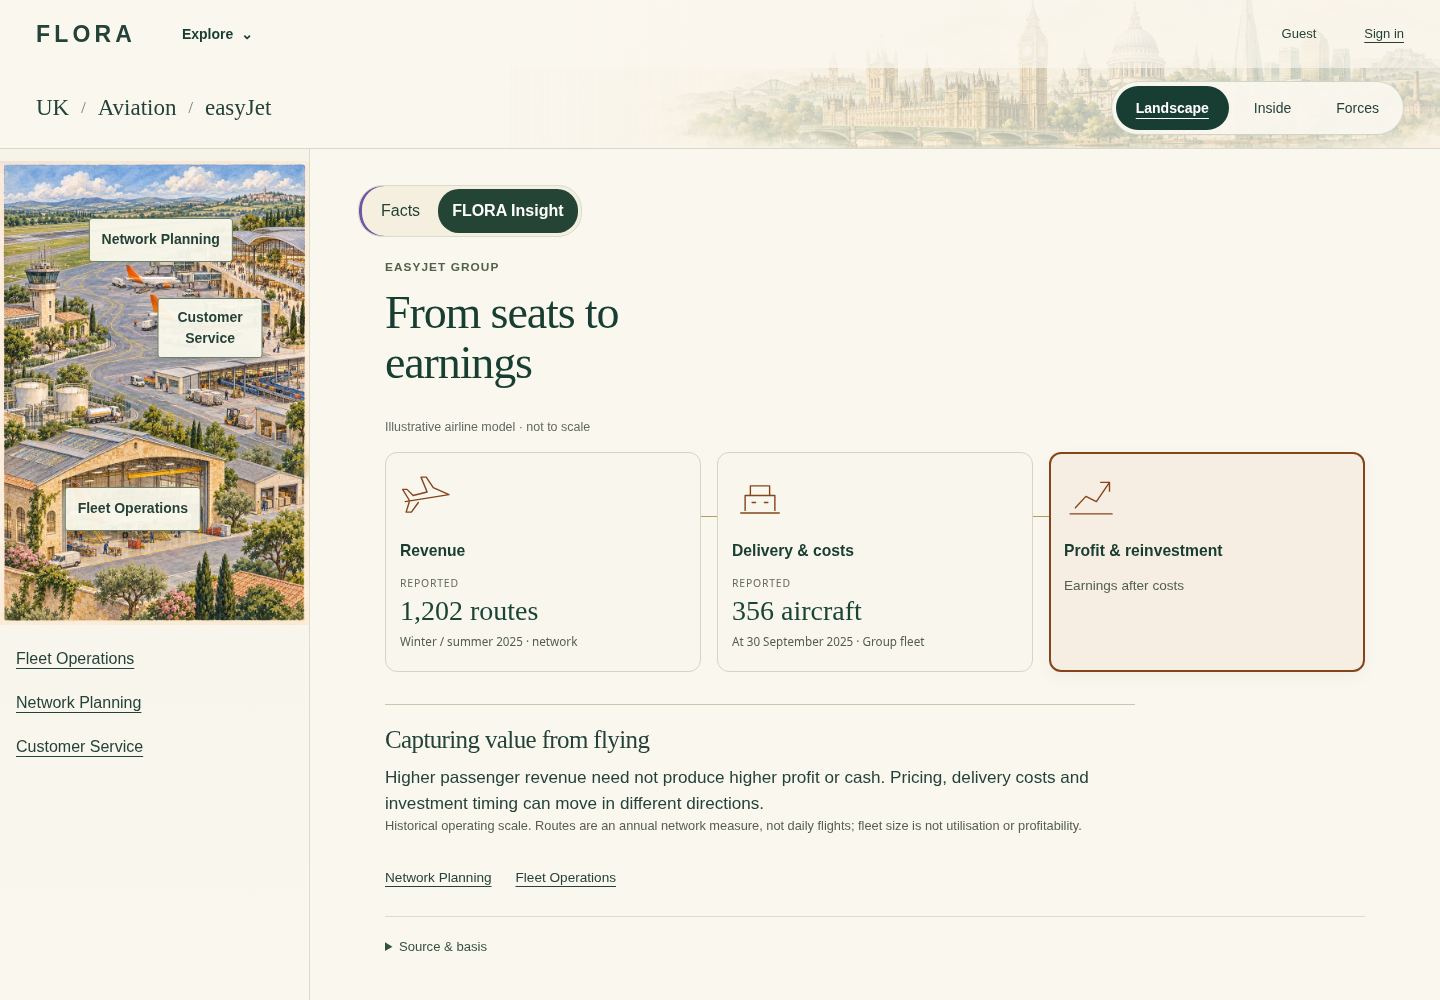 FLORA
Explore
Guest
Sign in
UK / Aviation / easyJet
Landscape
Inside
Forces
Network Planning
Customer
Service
Fleet Operations
Fleet Operations
Network Planning
Customer Service
Facts
FLORA Insight
EASYJET GROUP
From seats to
earnings
Illustrative airline model · not to scale
Revenue
REPORTED
1,202 routes
Winter / summer 2025 · network
Delivery & costs
REPORTED
356 aircraft
At 30 September 2025 · Group fleet
Profit & reinvestment
Earnings after costs
Capturing value from flying
Higher passenger revenue need not produce higher profit or cash. Pricing, delivery costs and
investment timing can move in different directions.
Historical operating scale. Routes are an annual network measure, not daily flights; fleet size is not utilisation or profitability.
Network Planning
Fleet Operations
Source & basis